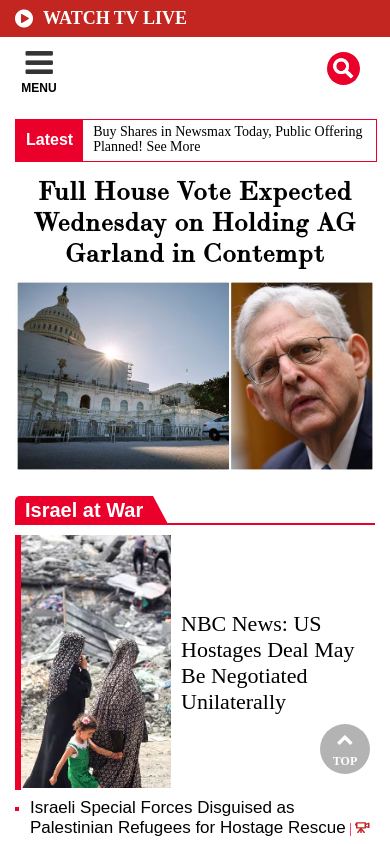 WATCH TV LIVE
MENU
Latest
Buy Shares in Newsmax Today, Public Offering
Planned! See More
Full House Vote Expected
Wednesday on Holding AG
Garland in Contempt
Israel at War
NBC News: US
Hostages Deal May
Be Negotiated
Unilaterally
TOP
Israeli Special Forces Disguised as
Palestinian Refugees for Hostage Rescue |